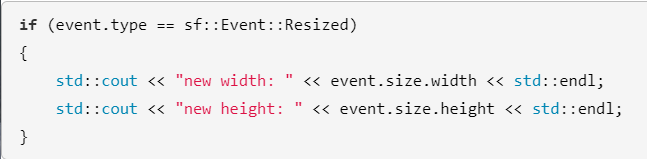 if (event.type == sf::Event::Resized)
{
    std::cout << "new width: " << event.size.width << std::endl;
    std::cout << "new height: " << event.size.height << std::endl;
}